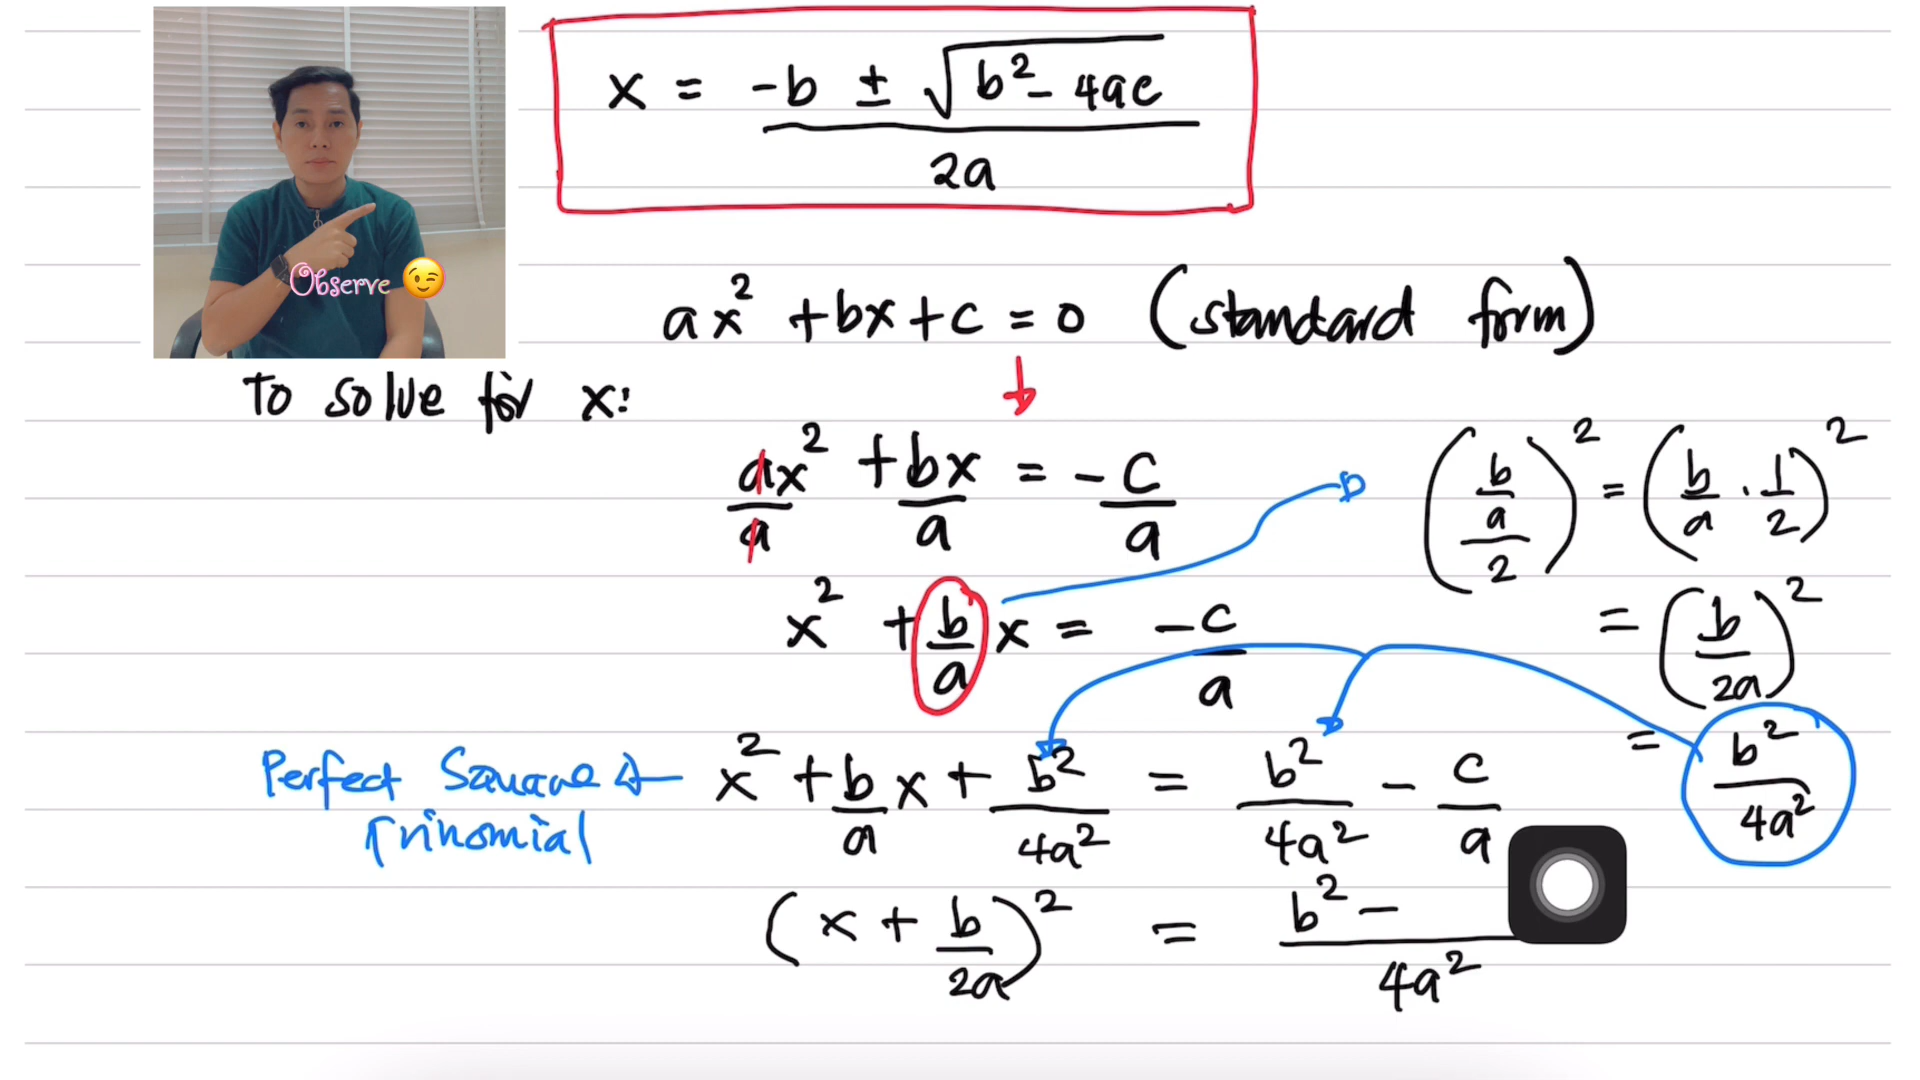 x = -b ± √(b² - 4ac) / 2a
Observe 😉
ax² + bx + c = 0 (standard form)
to solve for x:
ax²/a + bx/a = -c/a
(b/a/2)² = (b/a · 1/2)²
x² + b/a x = -c/a
= (b/2a)²
= b²/4a²
Perfect Square
Trinomial
x² + b/a x + b²/4a² = b²/4a² - c/a
(x + b/2a)² = b² - / 4a²